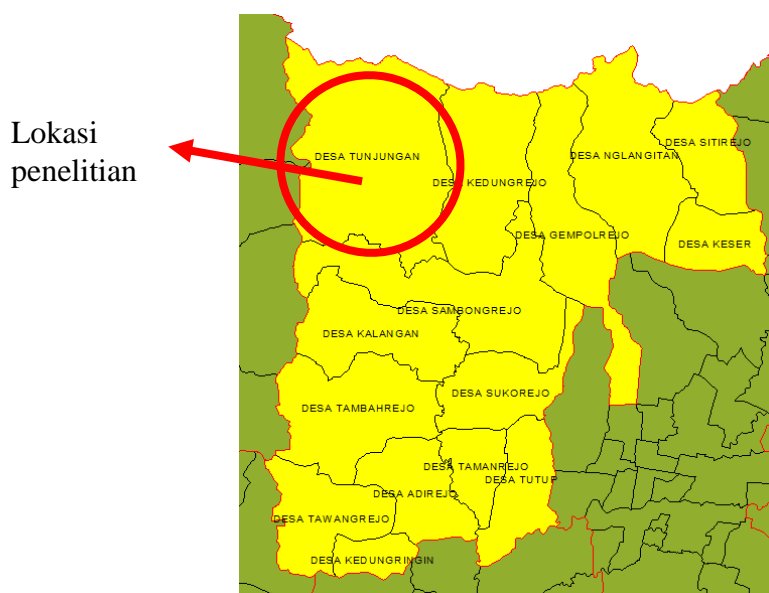 Lokasi
penelitian
DESA TUNJUNGAN
DESA KEDUNGREJO
DESA NGLANGITAN
DESA SITIREJO
DESA GEMPOLREJO
DESA KESER
DESA SAMBONGREJO
DESA KALANGAN
DESA SUKOREJO
DESA TAMBAHREJO
DESA TAMANREJO
DESA TUTUP
DESA ADIREJO
DESA TAWANGREJO
DESA KEDUNGRINGIN